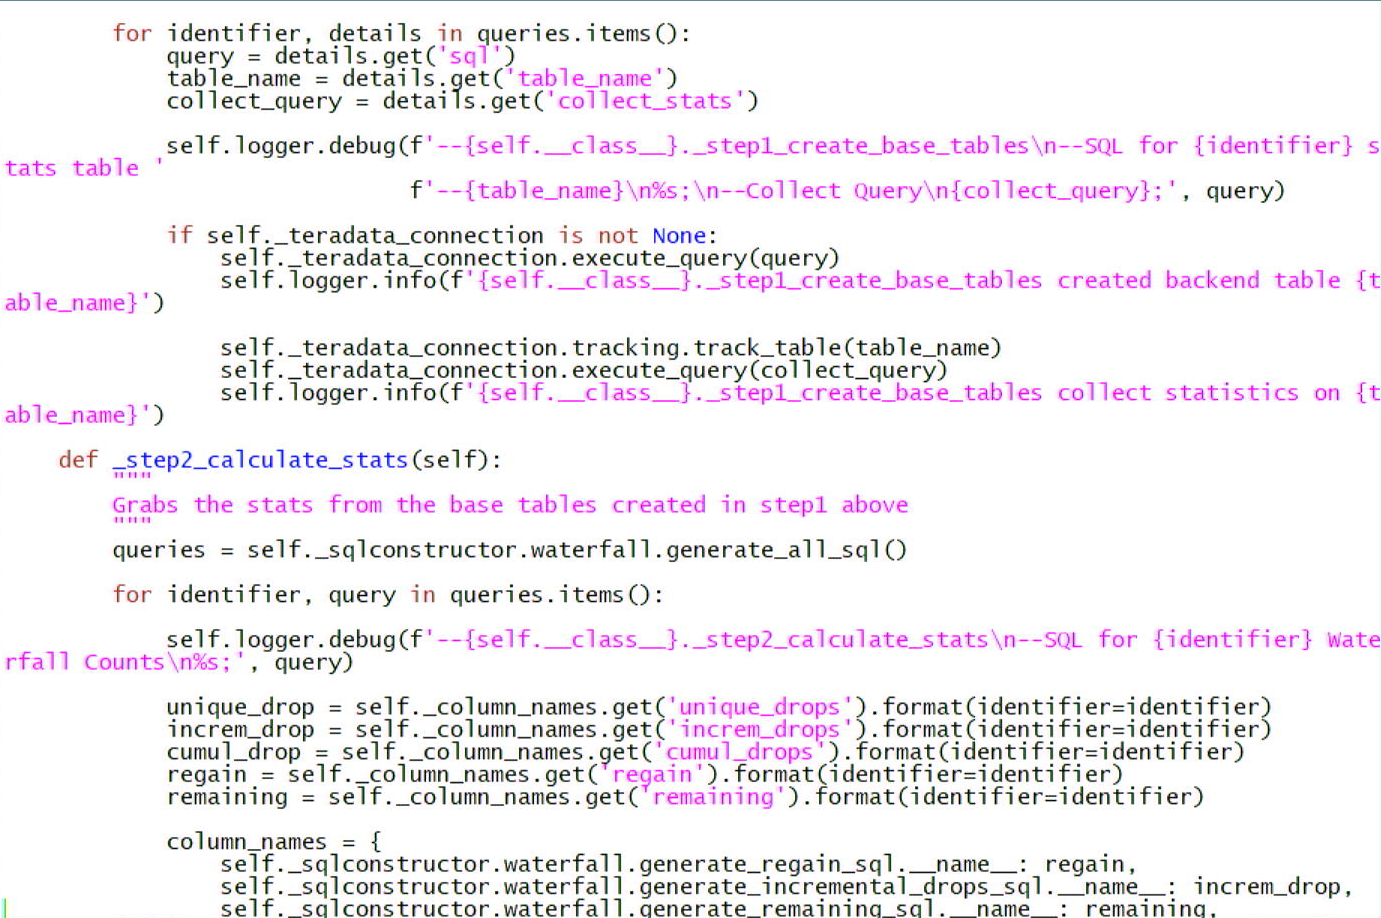 for identifier, details in queries.items():
query = details.get('sql')
table_name = details.get('table_name')
collect_query = details.get('collect_stats')
self.logger.debug(f'--{self.__class__}._step1_create_base_tables\n--SQL for {identifier} s
tats table '
f'--{table_name}\n%s;\n--Collect Query\n{collect_query};', query)
if self._teradata_connection is not None:
self._teradata_connection.execute_query(query)
self.logger.info(f'{self.__class__}._step1_create_base_tables created backend table {t
able_name}')
self._teradata_connection.tracking.track_table(table_name)
self._teradata_connection.execute_query(collect_query)
self.logger.info(f'{self.__class__}._step1_create_base_tables collect statistics on {t
able_name}')
def _step2_calculate_stats(self):
"""
Grabs the stats from the base tables created in step1 above
"""
queries = self._sqlconstructor.waterfall.generate_all_sql()
for identifier, query in queries.items():
self.logger.debug(f'--{self.__class__}._step2_calculate_stats\n--SQL for {identifier} Wate
rfall Counts\n%s;', query)
unique_drop = self._column_names.get('unique_drops').format(identifier=identifier)
increm_drop = self._column_names.get('increm_drops').format(identifier=identifier)
cumul_drop = self._column_names.get('cumul_drops').format(identifier=identifier)
regain = self._column_names.get('regain').format(identifier=identifier)
remaining = self._column_names.get('remaining').format(identifier=identifier)
column_names = {
self._sqlconstructor.waterfall.generate_regain_sql.__name__: regain,
self._sqlconstructor.waterfall.generate_incremental_drops_sql.__name__: increm_drop,
self._sqlconstructor.waterfall.generate_remaining_sql.__name__: remaining,